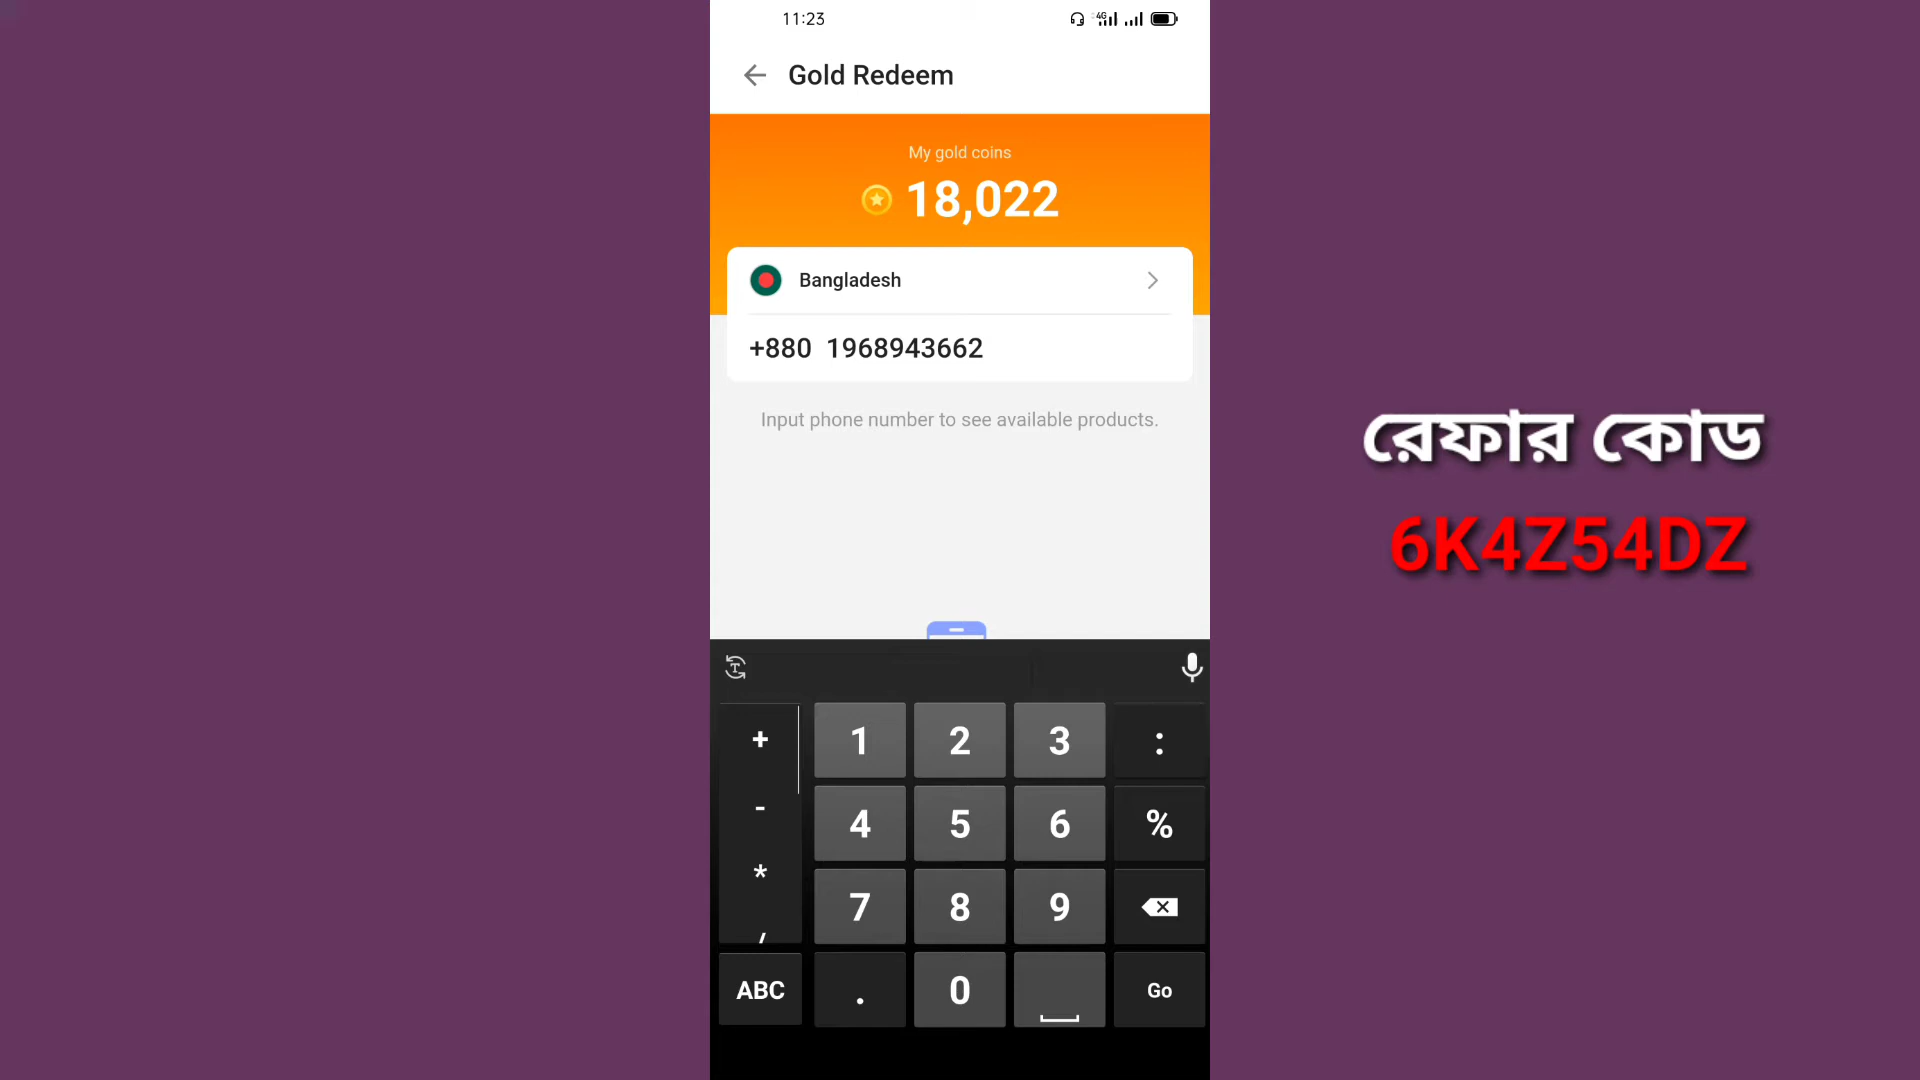 11:23
4G
Gold Redeem
My gold coins
18,022
Bangladesh
+880 1968943662
Input phone number to see available products.
রেফার কোড
6K4Z54DZ
T
+ 1 2 3 :
- 4 5 6 %
* 7 8 9
/
ABC . 0 Go